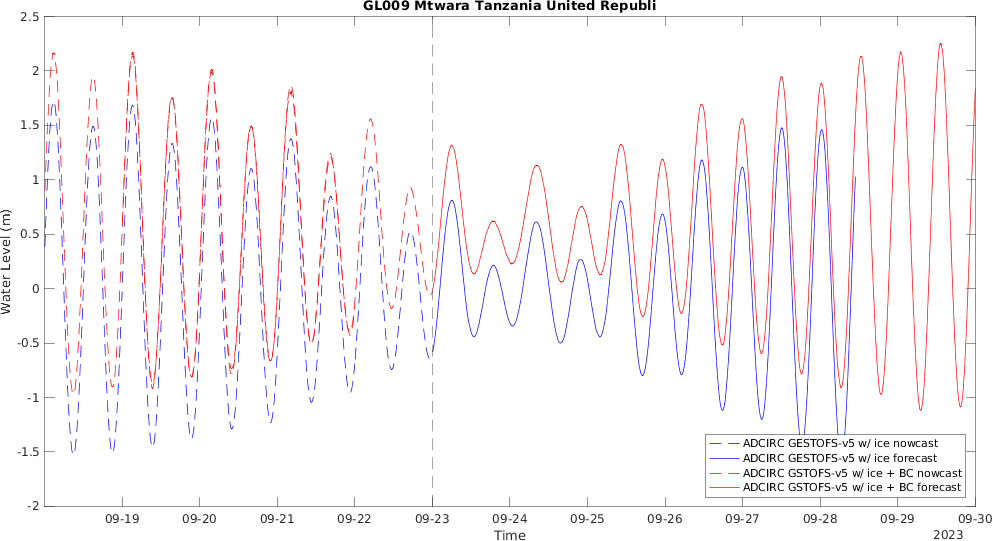 GL009 Mtwara Tanzania United Republi
2.5
2
1.5
1
0.5
0
-0.5
-1
-1.5
-2
Water Level (m)
ADCIRC GESTOFS-v5 w/ ice nowcast
ADCIRC GESTOFS-v5 w/ ice forecast
ADCIRC GSTOFS-v5 w/ ice + BC nowcast
ADCIRC GSTOFS-v5 w/ ice + BC forecast
09-19 09-20 09-21 09-22 09-23 09-24 09-25 09-26 09-27 09-28 09-29 09-30
Time
2023